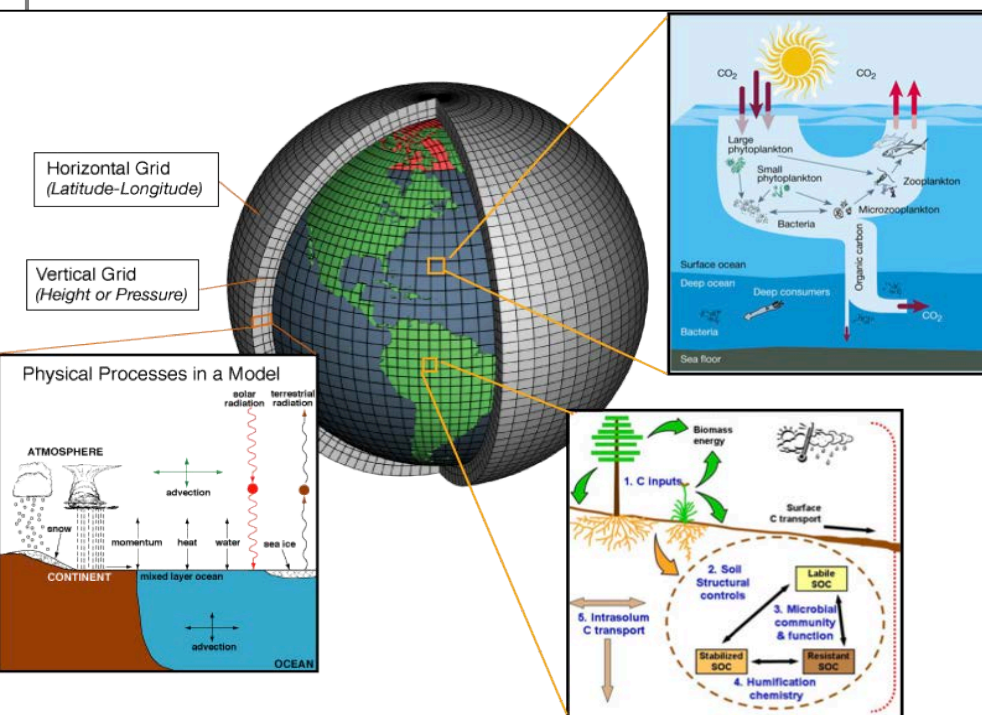 Horizontal Grid
(Latitude-Longitude)
Vertical Grid
(Height or Pressure)
CO2
CO2
Large
phytoplankton
Small
phytoplankton
Zooplankton
Microzooplankton
Bacteria
Organic carbon
Surface ocean
Deep ocean
Deep consumers
CO2
Bacteria
Sea floor
Physical Processes in a Model
solar
radiation
terrestrial
radiation
ATMOSPHERE
advection
snow
momentum
heat
water
sea ice
CONTINENT
mixed layer ocean
advection
OCEAN
Biomass
energy
1. C inputs
Surface
C transport
2. Soil
Structural
controls
Labile
SOC
3. Microbial
community
& function
5. Intrasolum
C transport
Stabilized
SOC
Resistant
SOC
4. Humification
chemistry